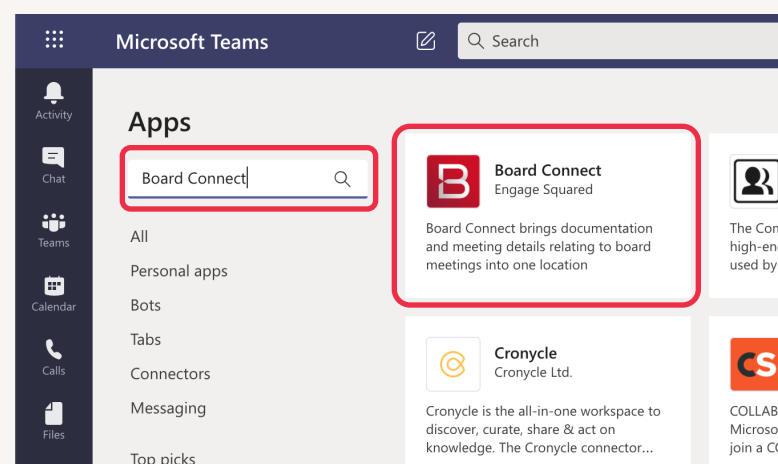 Microsoft Teams
Search
Activity
Chat
Teams
Calendar
Calls
Files
Apps
Board Connect
All
Personal apps
Bots
Tabs
Connectors
Messaging
Top picks
B
Board Connect
Engage Squared
Board Connect brings documentation
and meeting details relating to board
meetings into one location
Cronycle
Cronycle Ltd.
Cronycle is the all-in-one workspace to
discover, curate, share & act on
knowledge. The Cronycle connector...
The Com
high-en
used by
CS
COLLAB
Microso
join a CO